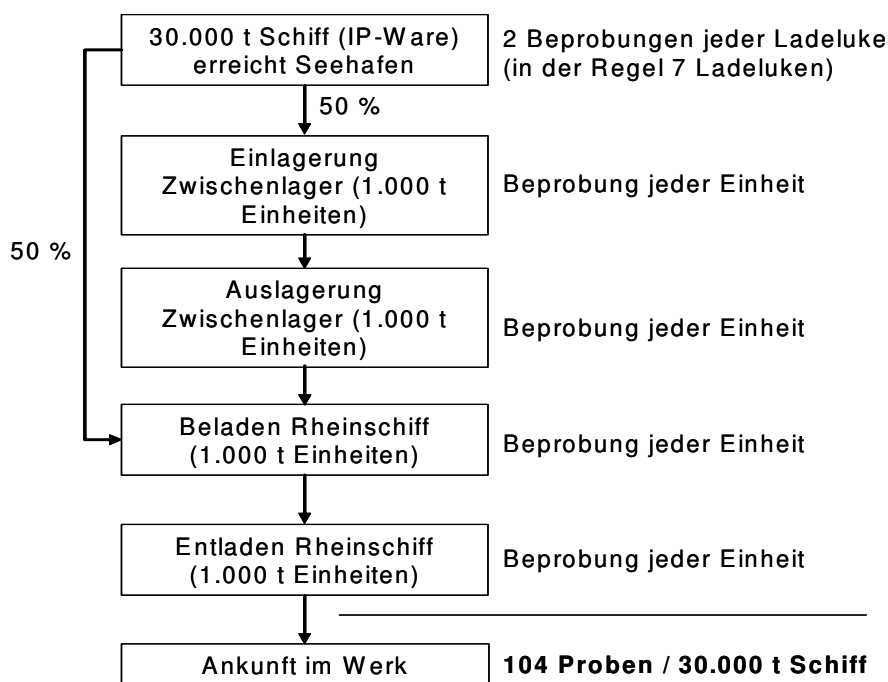 30.000 t Schiff (IP-Ware)
erreicht Seehafen
2 Beprobungen jeder Ladeluke
(in der Regel 7 Ladeluken)
50 %
Einlagerung
Zwischenlager (1.000 t
Einheiten)
Beprobung jeder Einheit
50 %
Auslagerung
Zwischenlager (1.000 t
Einheiten)
Beprobung jeder Einheit
Beladen Rheinschiff
(1.000 t Einheiten)
Beprobung jeder Einheit
Entladen Rheinschiff
(1.000 t Einheiten)
Beprobung jeder Einheit
Ankunft im Werk
104 Proben / 30.000 t Schiff